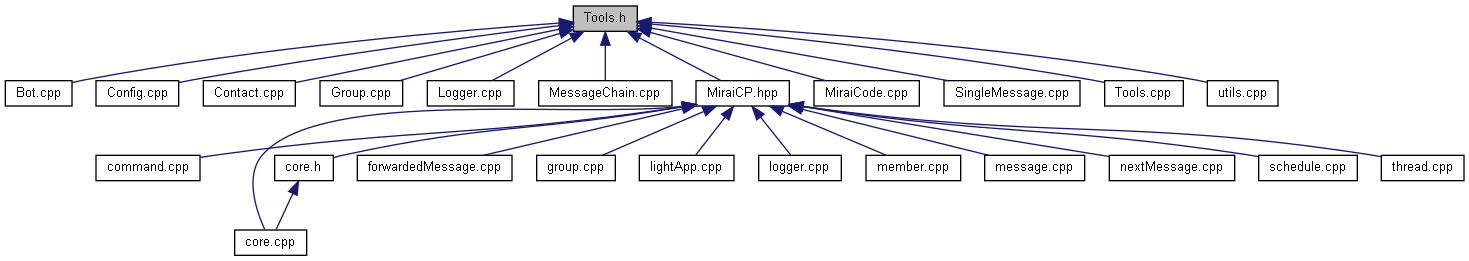 Tools.h
Bot.cpp
Config.cpp
Contact.cpp
Group.cpp
Logger.cpp
MessageChain.cpp
MiraiCP.hpp
MiraiCode.cpp
SingleMessage.cpp
Tools.cpp
utils.cpp
command.cpp
core.h
forwardedMessage.cpp
group.cpp
lightApp.cpp
logger.cpp
member.cpp
message.cpp
nextMessage.cpp
schedule.cpp
thread.cpp
core.cpp